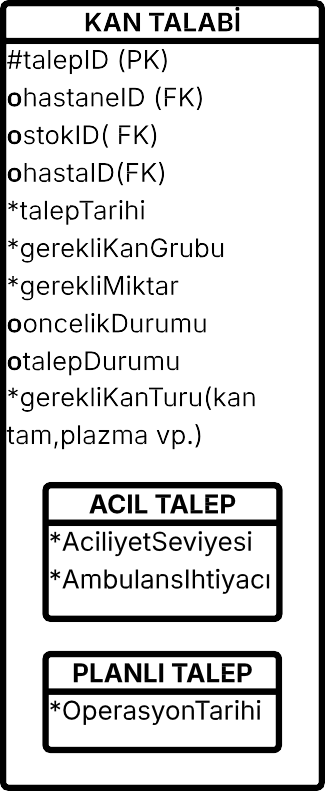 KAN TALABİ
#talepID (PK)
ohastaneID (FK)
ostokID( FK)
ohastaID(FK)
*talepTarihi
*gerekliKanGrubu
*gerekliMiktar
ooncelikDurumu
otalepDurumu
*gerekliKanTuru(kan
tam,plazma vp.)
ACIL TALEP
*AciliyetSeviyesi
*AmbulansIhtiyacı
PLANLI TALEP
*OperasyonTarihi